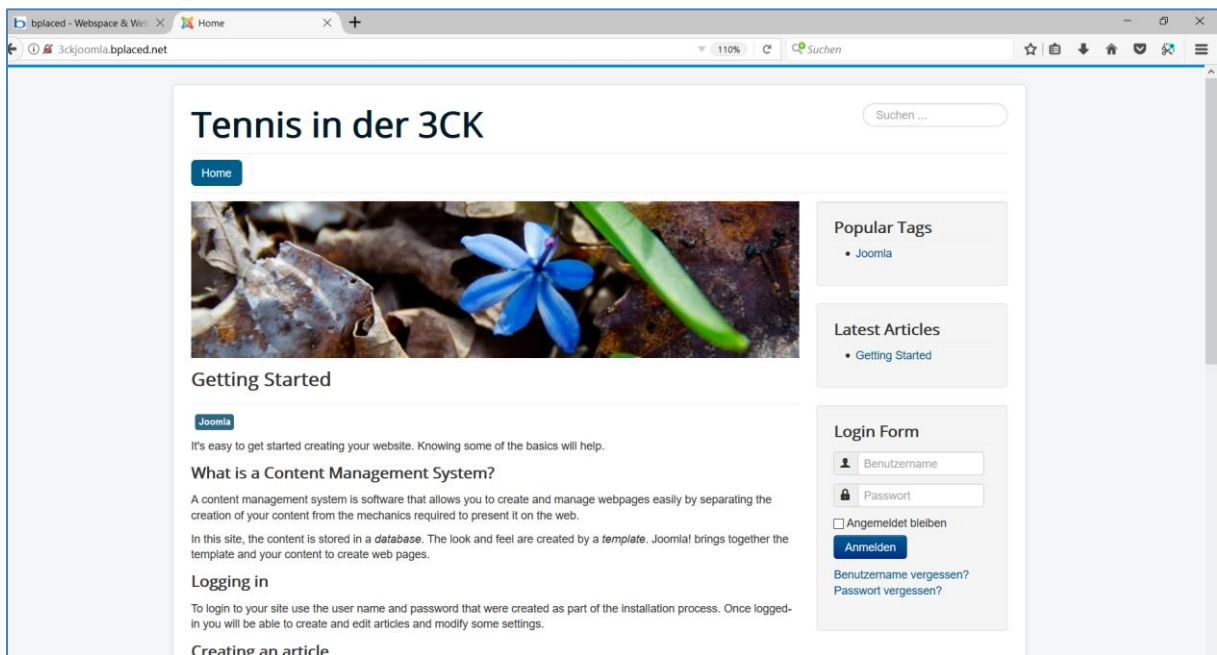 bplaced - Webspace & Web
Home
3ckjoomla.bplaced.net
110%
Suchen
Tennis in der 3CK
Suchen ...
Home
Getting Started
Joomla
It's easy to get started creating your website. Knowing some of the basics will help.
What is a Content Management System?
A content management system is software that allows you to create and manage webpages easily by separating the
creation of your content from the mechanics required to present it on the web.
In this site, the content is stored in a database. The look and feel are created by a template. Joomla! brings together the
template and your content to create web pages.
Logging in
To login to your site use the user name and password that were created as part of the installation process. Once logged-
in you will be able to create and edit articles and modify some settings.
Creating an article
Popular Tags
Joomla
Latest Articles
Getting Started
Login Form
Benutzername
Passwort
Angemeldet bleiben
Anmelden
Benutzername vergessen?
Passwort vergessen?